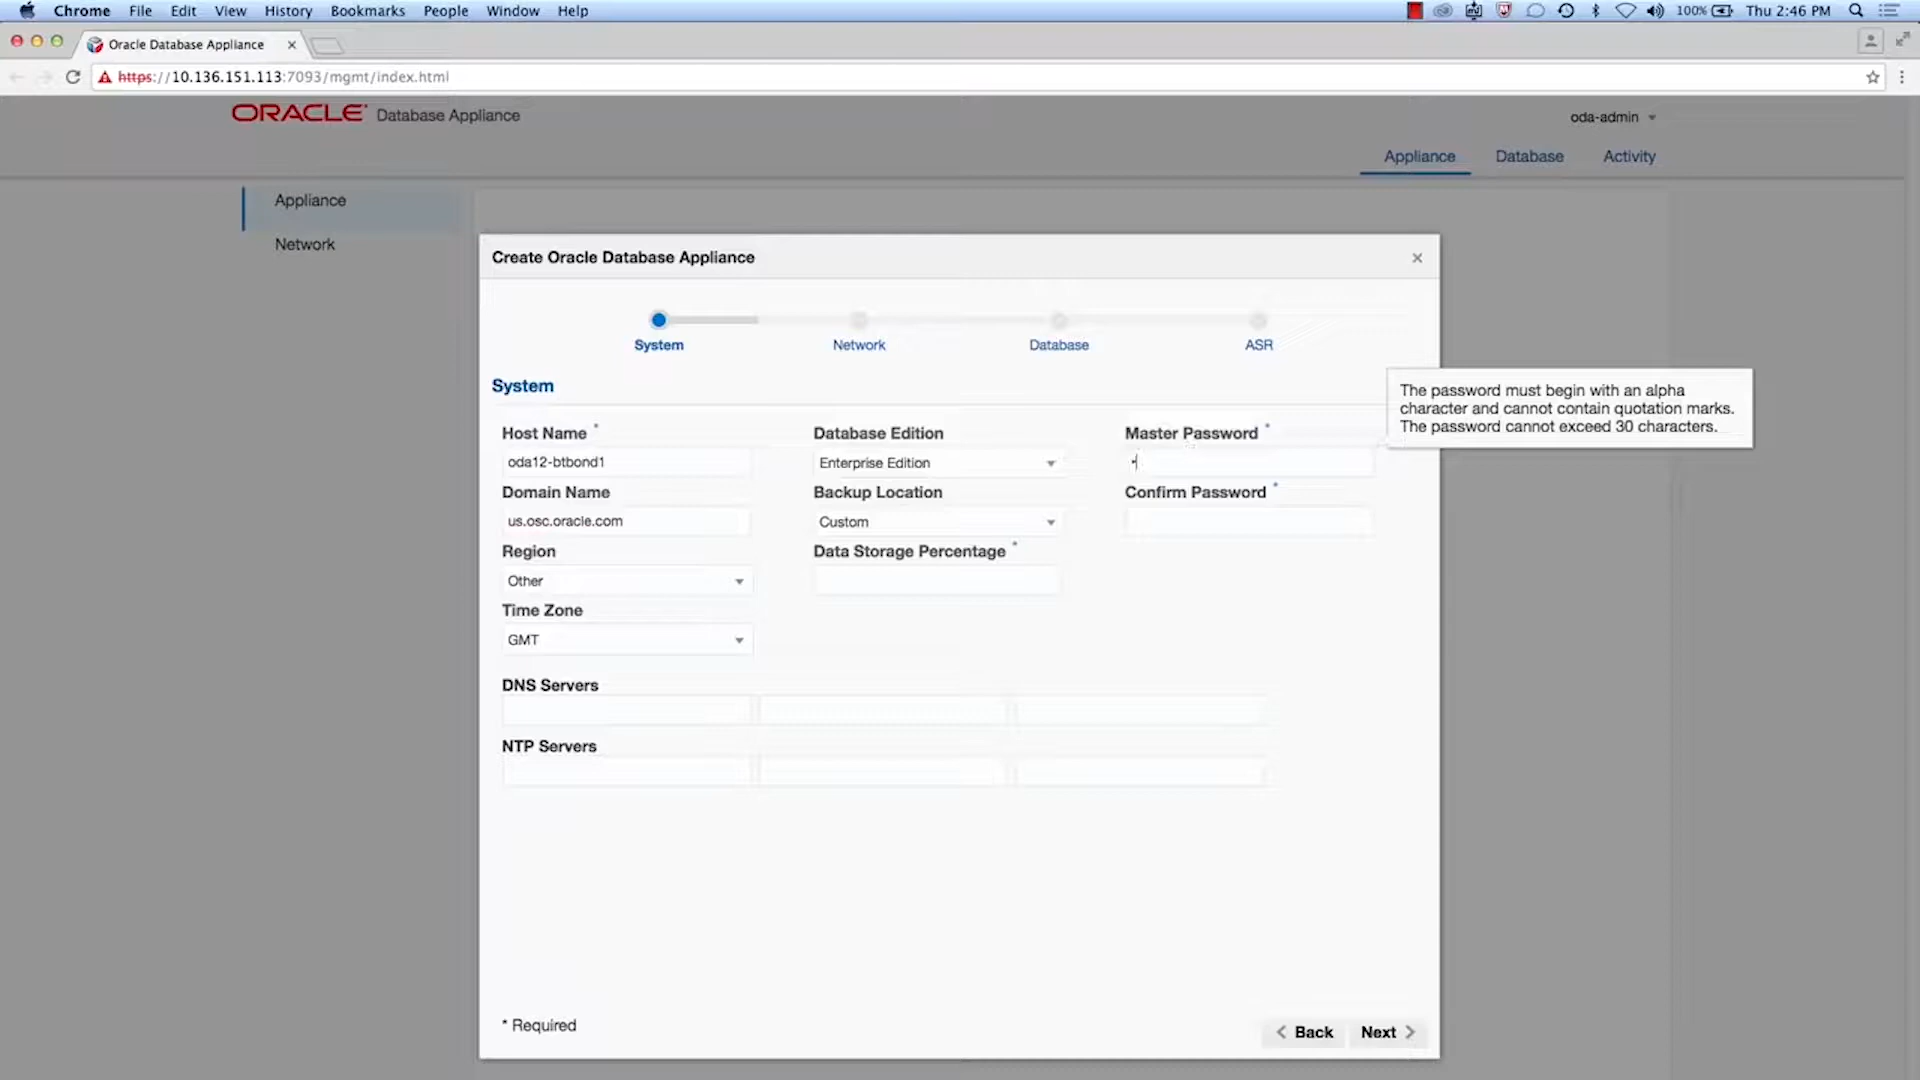 Chrome File Edit View History Bookmarks People Window Help 100% Thu 2:46 PM
Oracle Database Appliance
https://10.136.151.113:7093/mgmt/index.html
ORACLE Database Appliance
oda-admin
Appliance Database Activity
Appliance
Network
Create Oracle Database Appliance
System Network Database ASR
System
The password must begin with an alpha
character and cannot contain quotation marks.
The password cannot exceed 30 characters.
Host Name * Database Edition Master Password *
oda12-btbond1 Enterprise Edition
Domain Name Backup Location Confirm Password *
us.osc.oracle.com Custom
Region Data Storage Percentage *
Other
Time Zone
GMT
DNS Servers
NTP Servers
* Required
Back Next